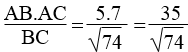 AB.AC/BC = 5.7/√74 = 35/√74